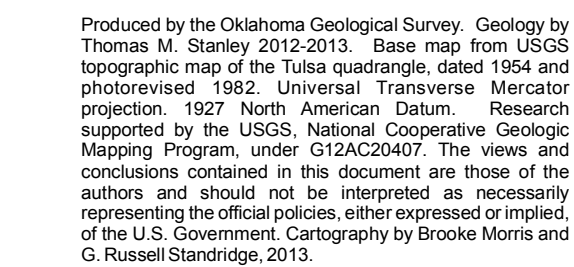 Produced by the Oklahoma Geological Survey. Geology by
Thomas M. Stanley 2012-2013. Base map from USGS
topographic map of the Tulsa quadrangle, dated 1954 and
photorevised 1982. Universal Transverse Mercator
projection. 1927 North American Datum. Research
supported by the USGS, National Cooperative Geologic
Mapping Program, under G12AC20407. The views and
conclusions contained in this document are those of the
authors and should not be interpreted as necessarily
representing the official policies, either expressed or implied,
of the U.S. Government. Cartography by Brooke Morris and
G. Russell Standridge, 2013.